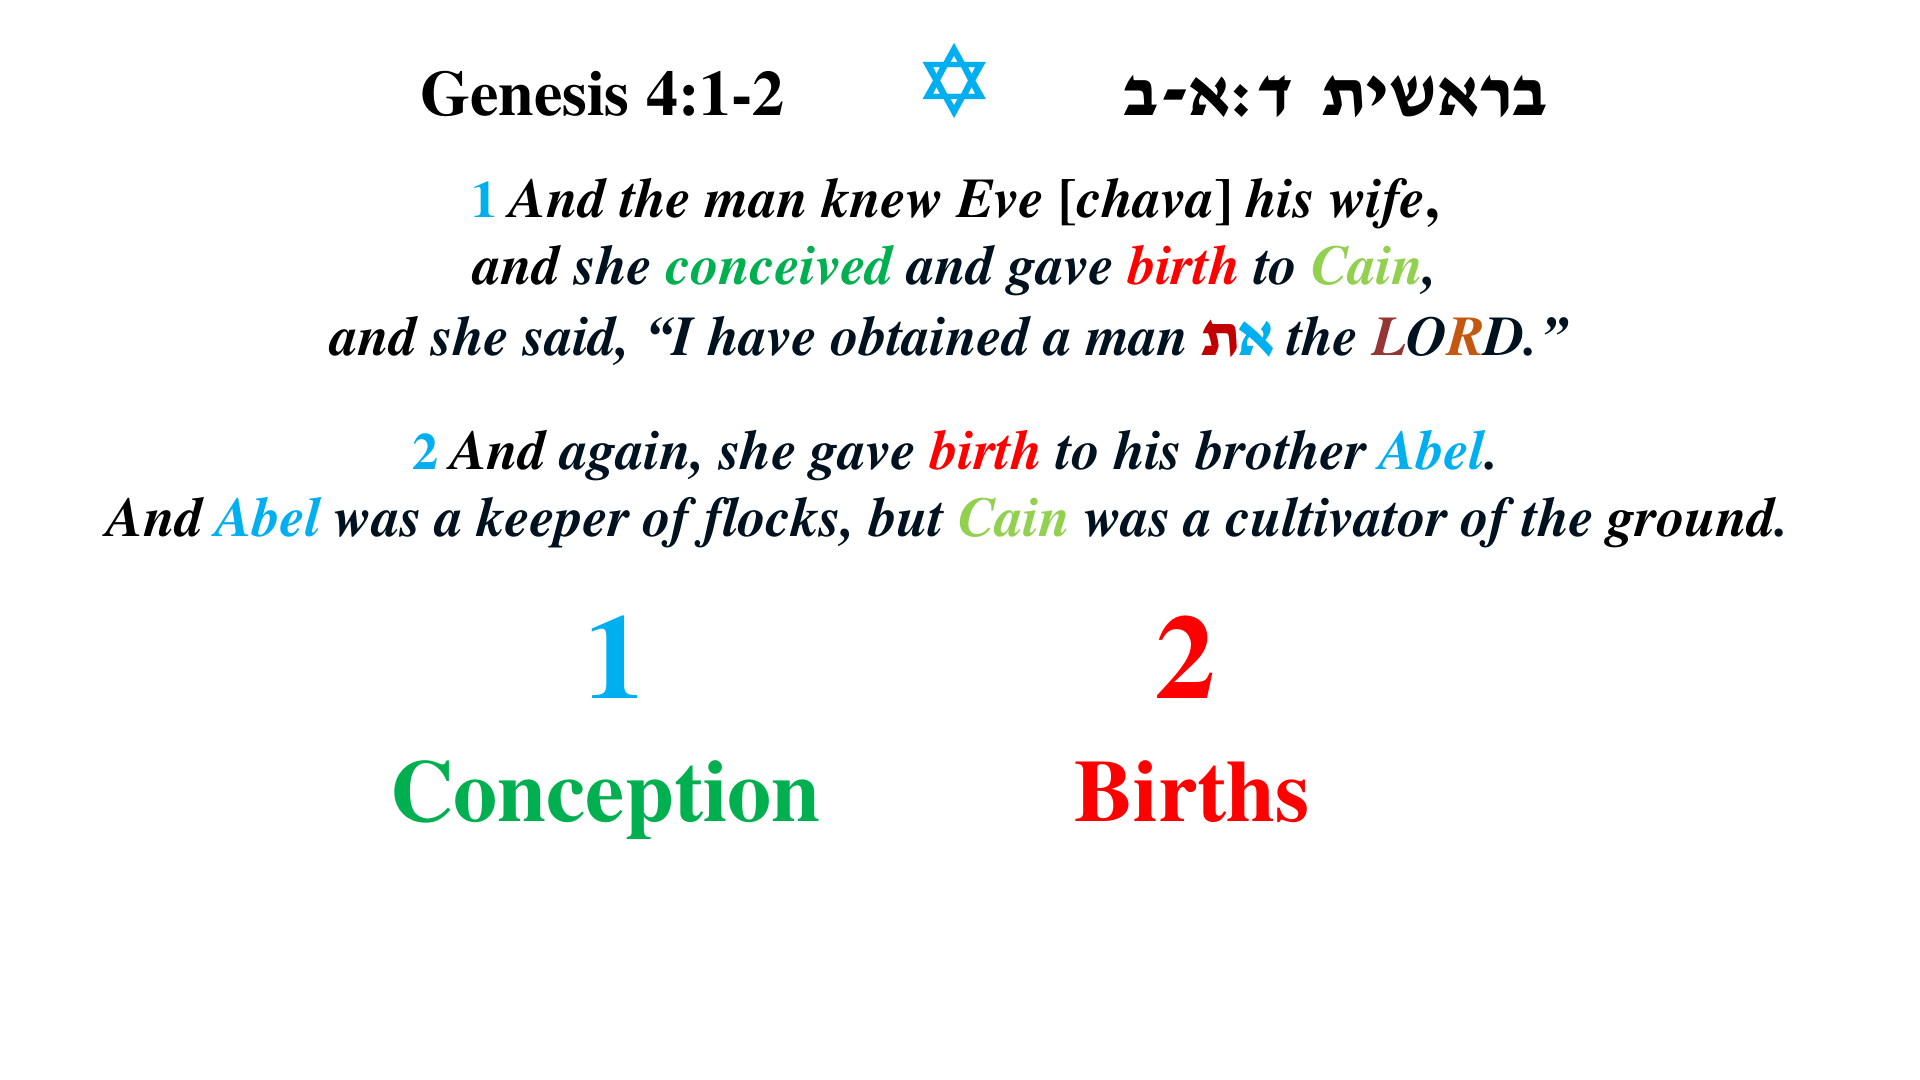 Genesis 4:1-2 ✡ בראשית ד:א-ב
1 And the man knew Eve [chava] his wife,
and she conceived and gave birth to Cain,
and she said, “I have obtained a man את the LORD.”
2 And again, she gave birth to his brother Abel.
And Abel was a keeper of flocks, but Cain was a cultivator of the ground.
1 2
Conception Births